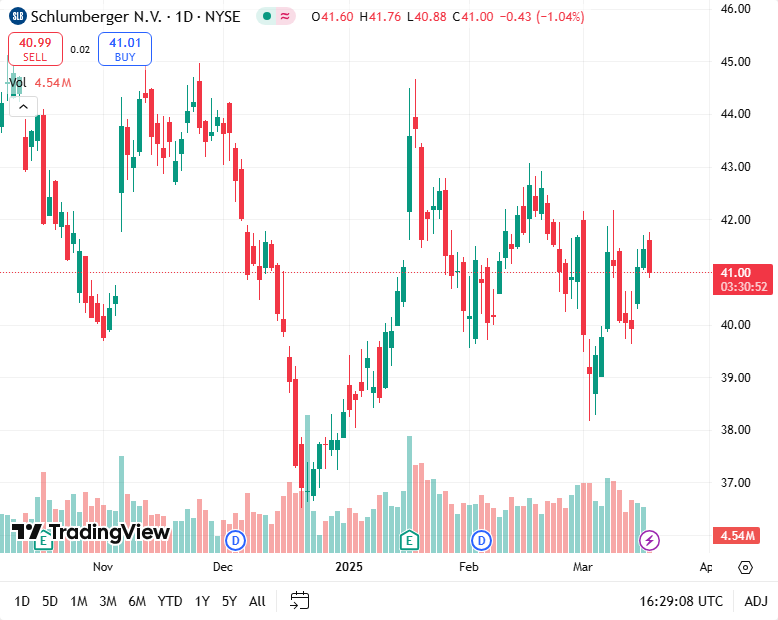 SLB Schlumberger N.V. · 1D · NYSE ≈ O41.60 H41.76 L40.88 C41.00 −0.43 (−1.04%)
40.99 SELL 0.02 41.01 BUY
Vol 4.54M
46.00
45.00
44.00
43.00
42.00
41.00
03:30:52
40.00
39.00
38.00
37.00
4.54M
E D E D
TradingView
Nov Dec 2025 Feb Mar Ap
1D 5D 1M 3M 6M YTD 1Y 5Y All 16:29:08 UTC ADJ